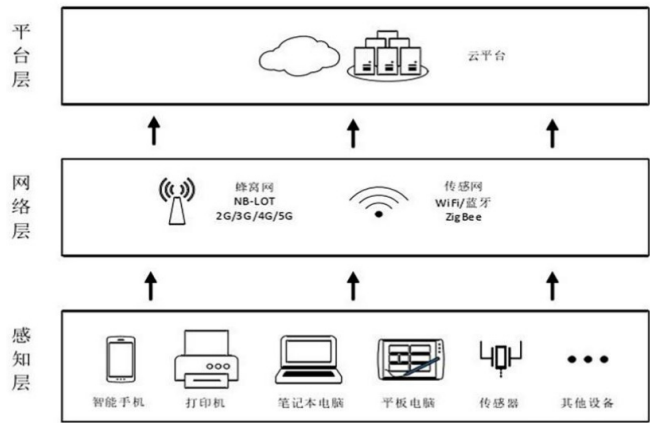 平台层
云平台
网络层
蜂窝网
NB-LOT
2G/3G/4G/5G
传感网
WiFi/蓝牙
ZigBee
感知层
智能手机
打印机
笔记本电脑
平板电脑
传感器
其他设备